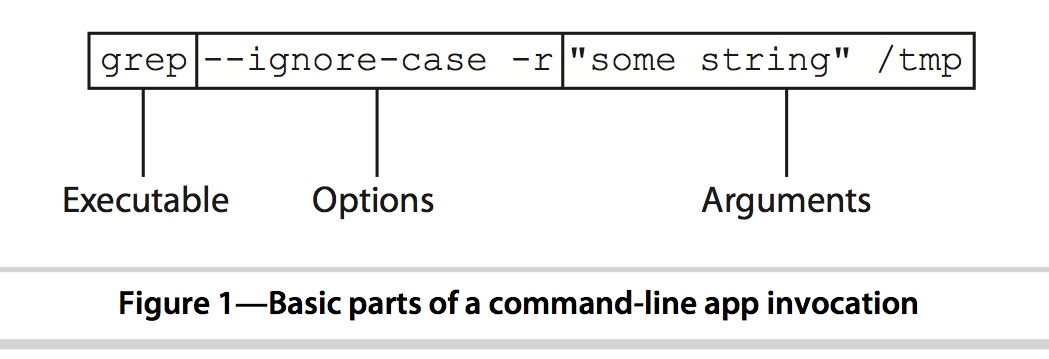 grep --ignore-case -r "some string" /tmp
Executable Options Arguments
Figure 1—Basic parts of a command-line app invocation